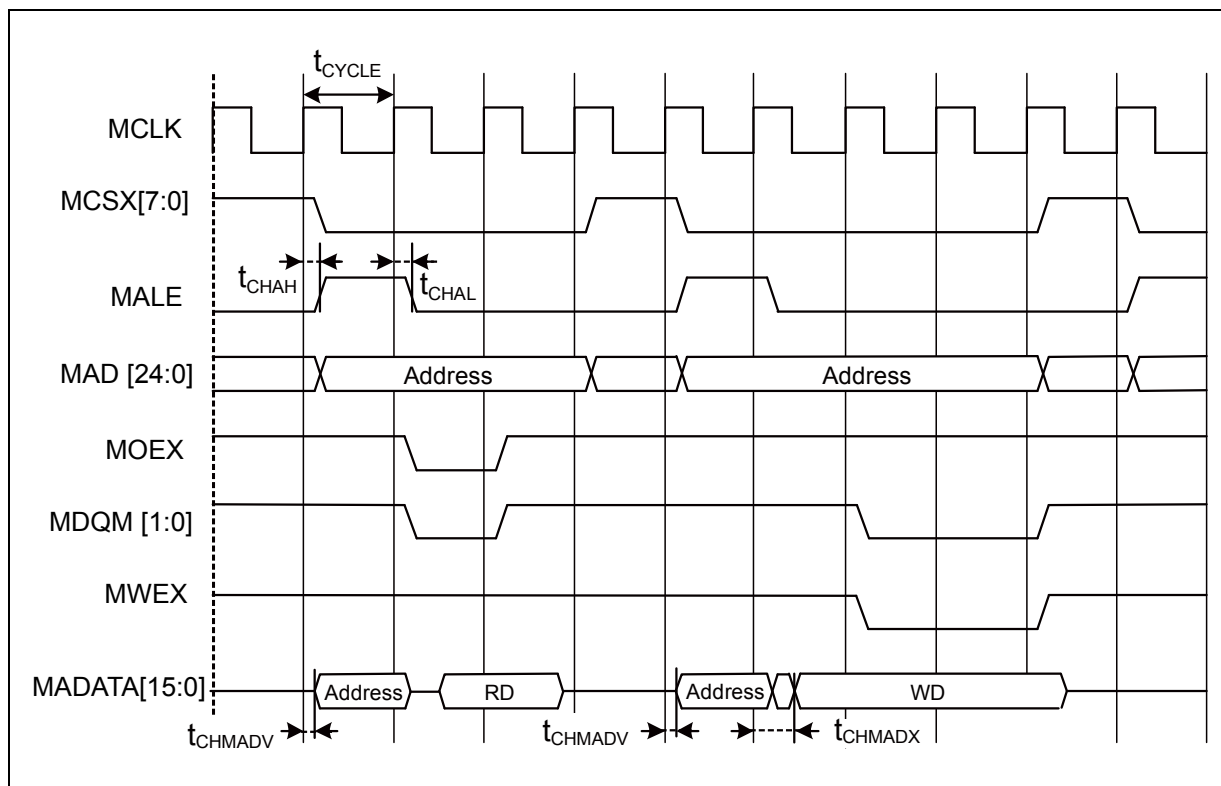 tCYCLE
MCLK
MCSX[7:0]
tCHAH
tCHAL
MALE
MAD [24:0]
Address
Address
MOEX
MDQM [1:0]
MWEX
MADATA[15:0]
Address
RD
Address
WD
tCHMADV
tCHMADV
tCHMADX